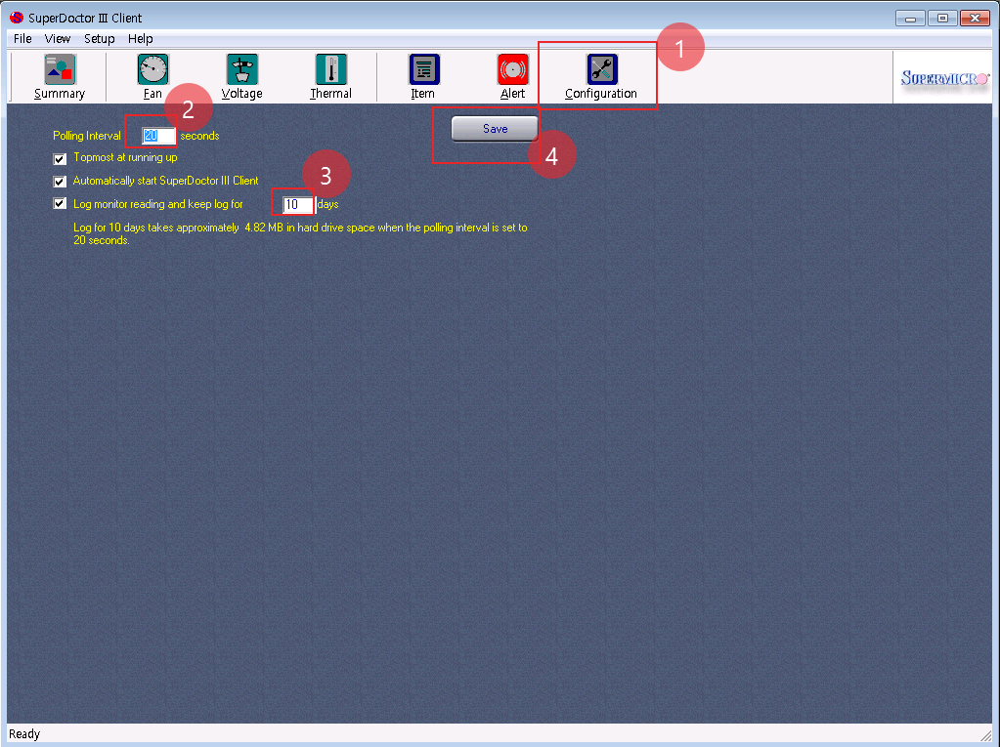 SuperDoctor III Client
File View Setup Help
1
Summary Fan Voltage Thermal Item Alert Configuration SUPERMICRO
2
Polling Interval 20 seconds Save
4
Topmost at running up
3
Automatically start SuperDoctor III Client
Log monitor reading and keep log for 10 days
Log for 10 days takes approximately 4.82 MB in hard drive space when the polling interval is set to
20 seconds.
Ready